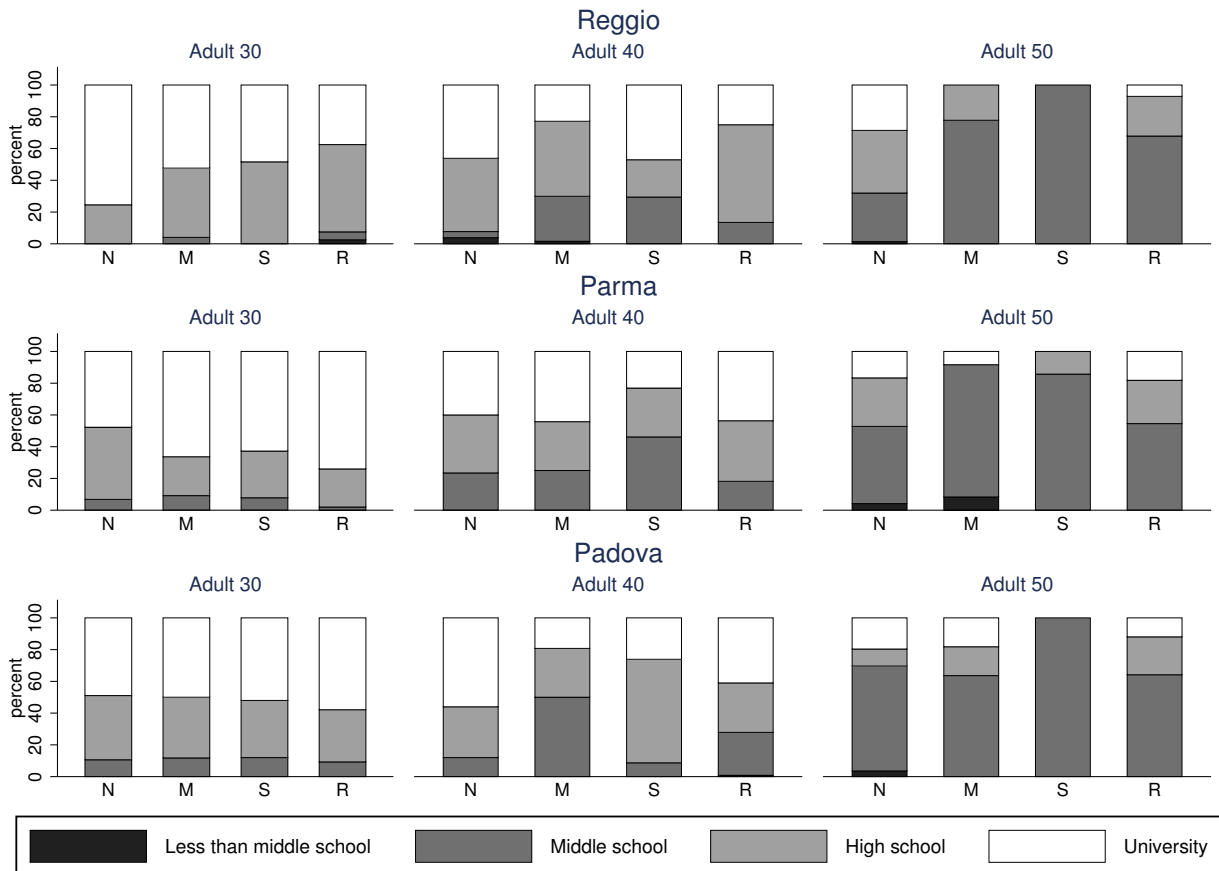 Reggio
Adult 30 Adult 40 Adult 50
percent
0 20 40 60 80 100
N M S R N M S R N M S R
Parma
Adult 30 Adult 40 Adult 50
percent
0 20 40 60 80 100
N M S R N M S R N M S R
Padova
Adult 30 Adult 40 Adult 50
percent
0 20 40 60 80 100
N M S R N M S R N M S R
Less than middle school Middle school High school University